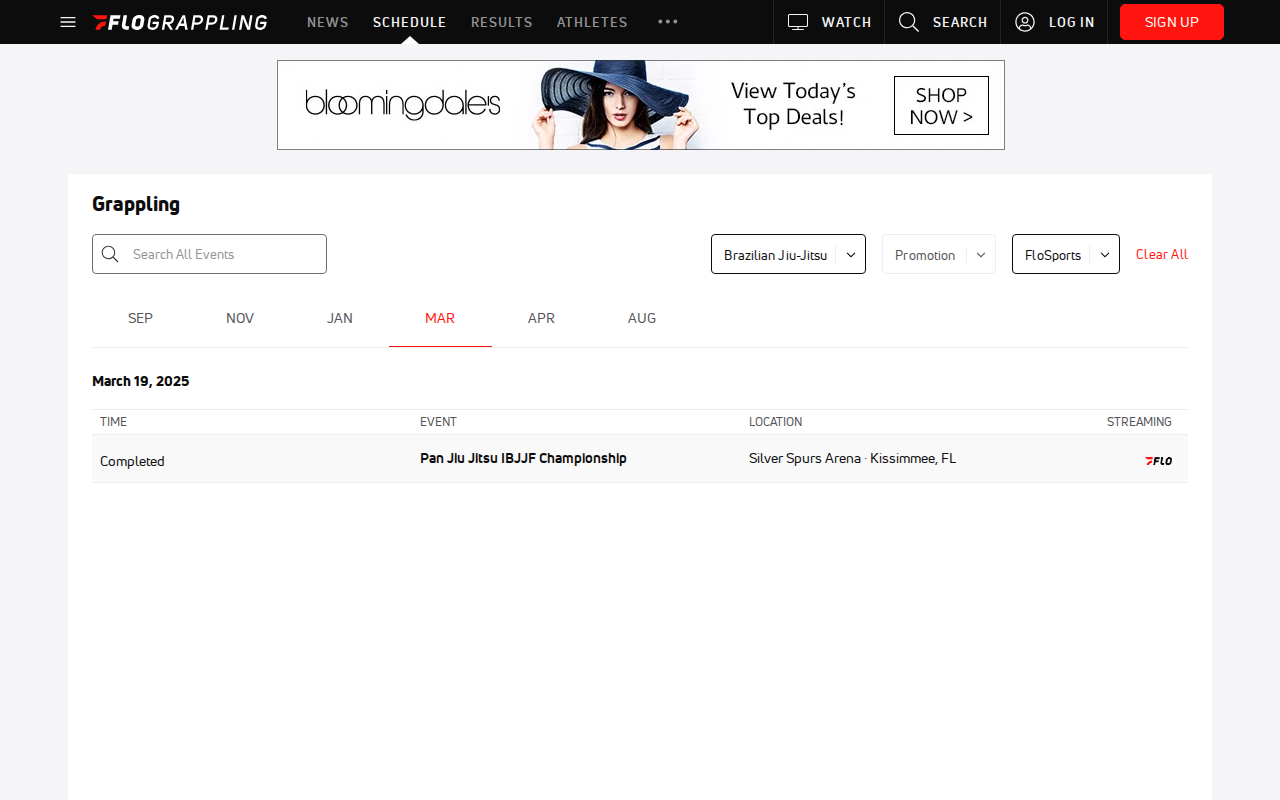 FLOGRAPPLING
NEWS
SCHEDULE
RESULTS
ATHLETES
WATCH
SEARCH
LOG IN
SIGN UP
bloomingdale's
View Today's
Top Deals!
SHOP
NOW >
Grappling
Search All Events
Brazilian Jiu-Jitsu
Promotion
FloSports
Clear All
SEP
NOV
JAN
MAR
APR
AUG
March 19, 2025
TIME
EVENT
LOCATION
STREAMING
Completed
Pan Jiu Jitsu IBJJF Championship
Silver Spurs Arena · Kissimmee, FL
FLO